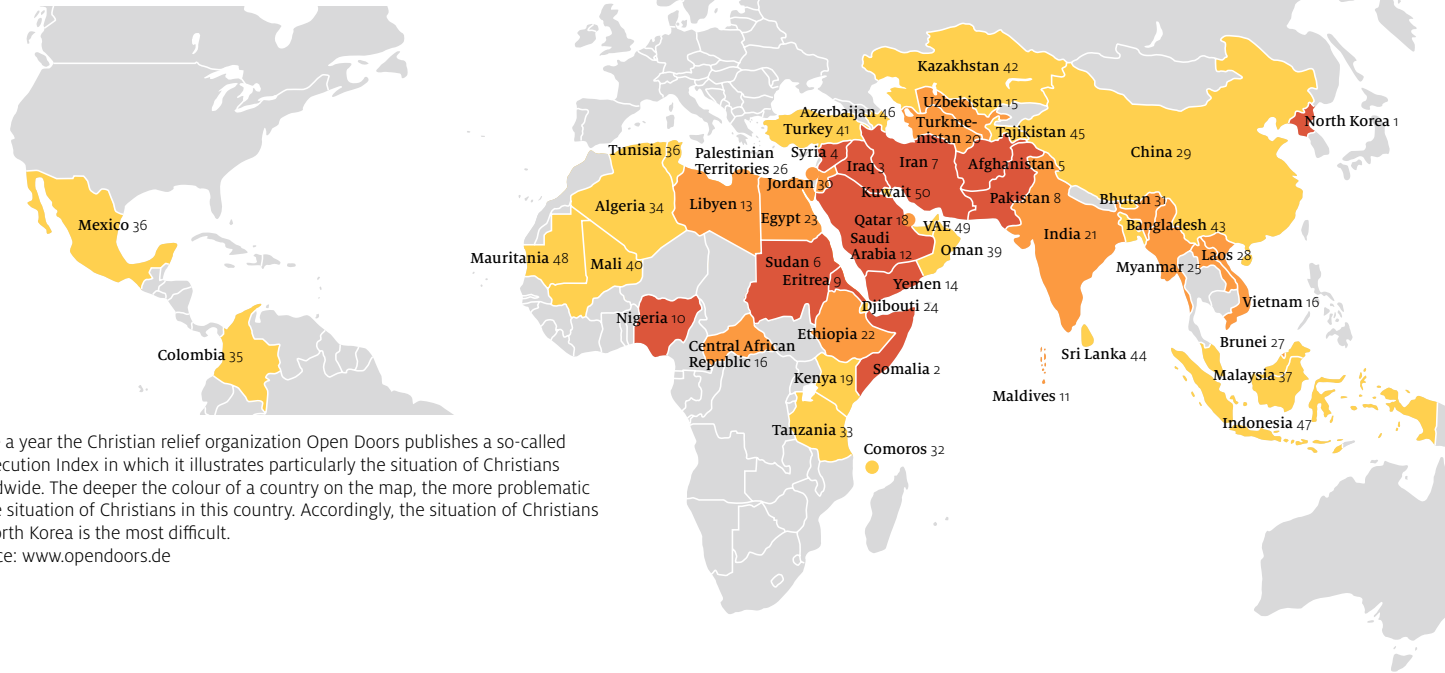 Kazakhstan 42
Uzbekistan 15
Azerbaijan 46
Turkey 41
Turkme-
nistan 20
Tajikistan 45
North Korea 1
Tunisia 36
Palestinian
Territories 26
Syria 4
Iraq 3
Iran 7
Afghanistan 5
China 29
Jordan 30
Kuwait 50
Pakistan 8
Bhutan 31
Algeria 34
Libyen 13
Egypt 23
Qatar 18
VAE 49
India 21
Bangladesh 43
Mexico 36
Saudi
Arabia 12
Oman 39
Laos 28
Mauritania 48
Mali 40
Sudan 6
Eritrea 9
Yemen 14
Myanmar 25
Djibouti 24
Vietnam 16
Nigeria 10
Ethiopia 22
Central African
Republic 16
Brunei 27
Colombia 35
Sri Lanka 44
Somalia 2
Kenya 19
Malaysia 37
Maldives 11
Tanzania 33
Indonesia 47
Comoros 32
a year the Christian relief organization Open Doors publishes a so-called
ecution Index in which it illustrates particularly the situation of Christians
dwide. The deeper the colour of a country on the map, the more problematic
e situation of Christians in this country. Accordingly, the situation of Christians
orth Korea is the most difficult.
ce: www.opendoors.de